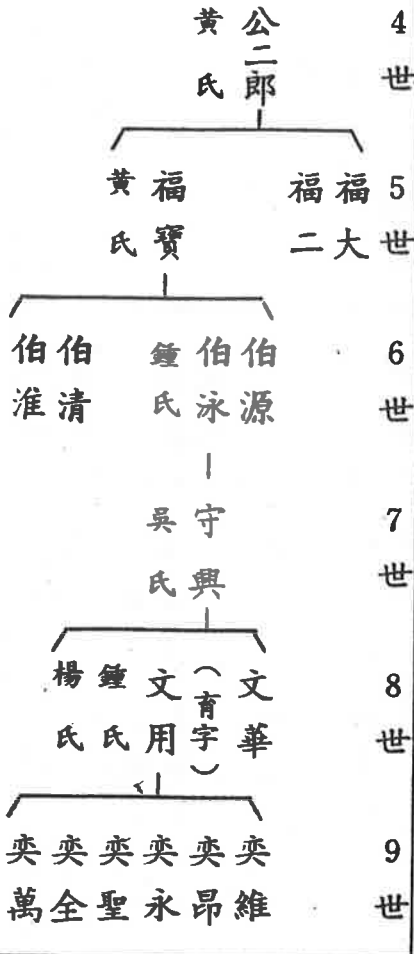 4世
公二郎
黃氏
5世
福大
福二
福寶
黃氏
6世
伯源
伯泳
鍾氏
伯清
伯淮
7世
守興
吳氏
8世
文華
（育字）
文用
鍾氏
楊氏
9世
奕維
奕昂
奕永
奕聖
奕全
奕萬